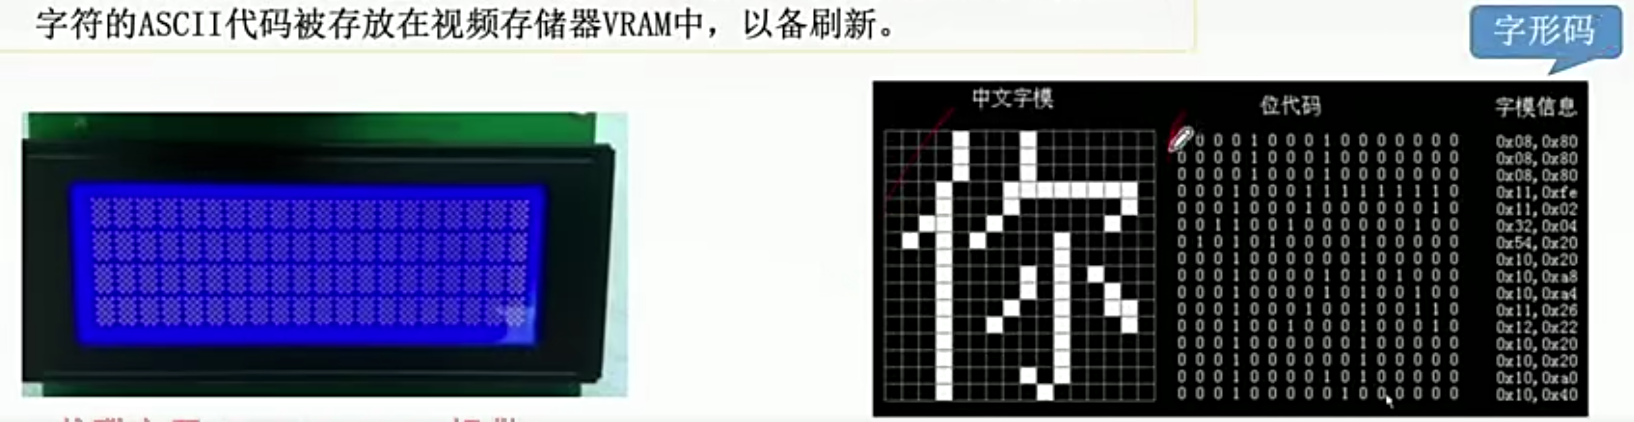 字符的ASCII代码被存放在视频存储器VRAM中，以备刷新。
字形码
中文字模
位代码
字模信息
0 0 0 0 1 0 0 0 1 0 0 0 0 0 0 0
0x08,0x80
0 0 0 0 1 0 0 0 1 0 0 0 0 0 0 0
0x08,0x80
0 0 0 0 1 0 0 0 1 0 0 0 0 0 0 0
0x08,0x80
0 0 0 1 0 0 0 1 1 1 1 1 1 1 1 0
0x11,0xfe
0 0 0 1 0 0 0 1 0 0 0 0 0 0 1 0
0x11,0x02
0 0 1 1 0 0 1 0 0 0 0 0 0 1 0 0
0x32,0x04
0 1 0 1 0 1 0 0 0 0 1 0 0 0 0 0
0x54,0x20
0 0 0 1 0 0 0 0 0 0 1 0 0 0 0 0
0x10,0x20
0 0 0 1 0 0 0 0 1 0 1 0 1 0 0 0
0x10,0xa8
0 0 0 1 0 0 0 0 1 0 1 0 0 1 0 0
0x10,0xa4
0 0 0 1 0 0 0 1 0 0 1 0 0 1 1 0
0x11,0x26
0 0 0 1 0 0 1 0 0 0 1 0 0 0 1 0
0x12,0x22
0 0 0 1 0 0 0 0 0 0 1 0 0 0 0 0
0x10,0x20
0 0 0 1 0 0 0 0 0 0 1 0 0 0 0 0
0x10,0x20
0 0 0 1 0 0 0 0 1 0 1 0 0 0 0 0
0x10,0xa0
0 0 0 1 0 0 0 0 0 1 0 0 0 0 0 0
0x10,0x40